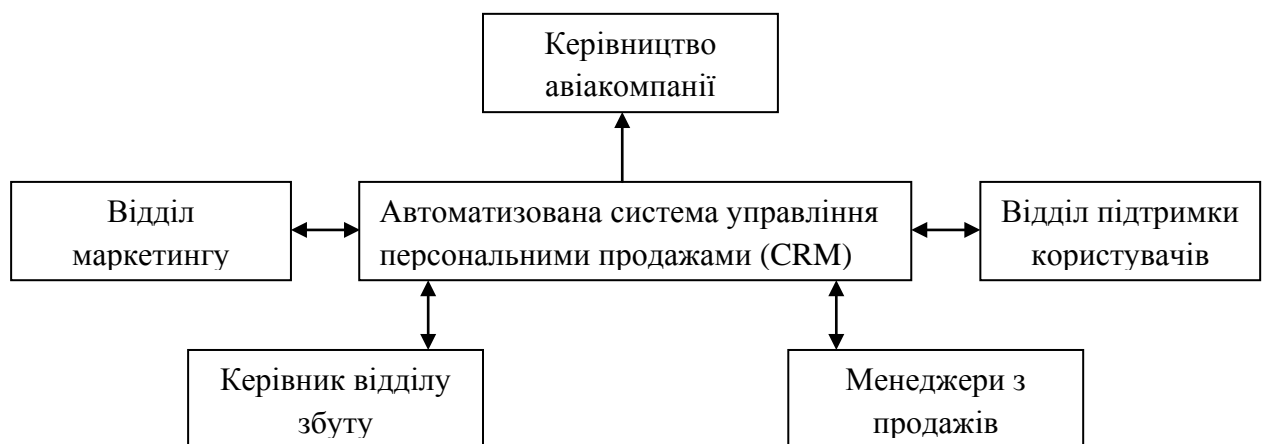 Керівництво
авіакомпанії
Відділ
маркетингу
Автоматизована система управління
персональними продажами (CRM)
Відділ підтримки
користувачів
Керівник відділу
збуту
Менеджери з
продажів